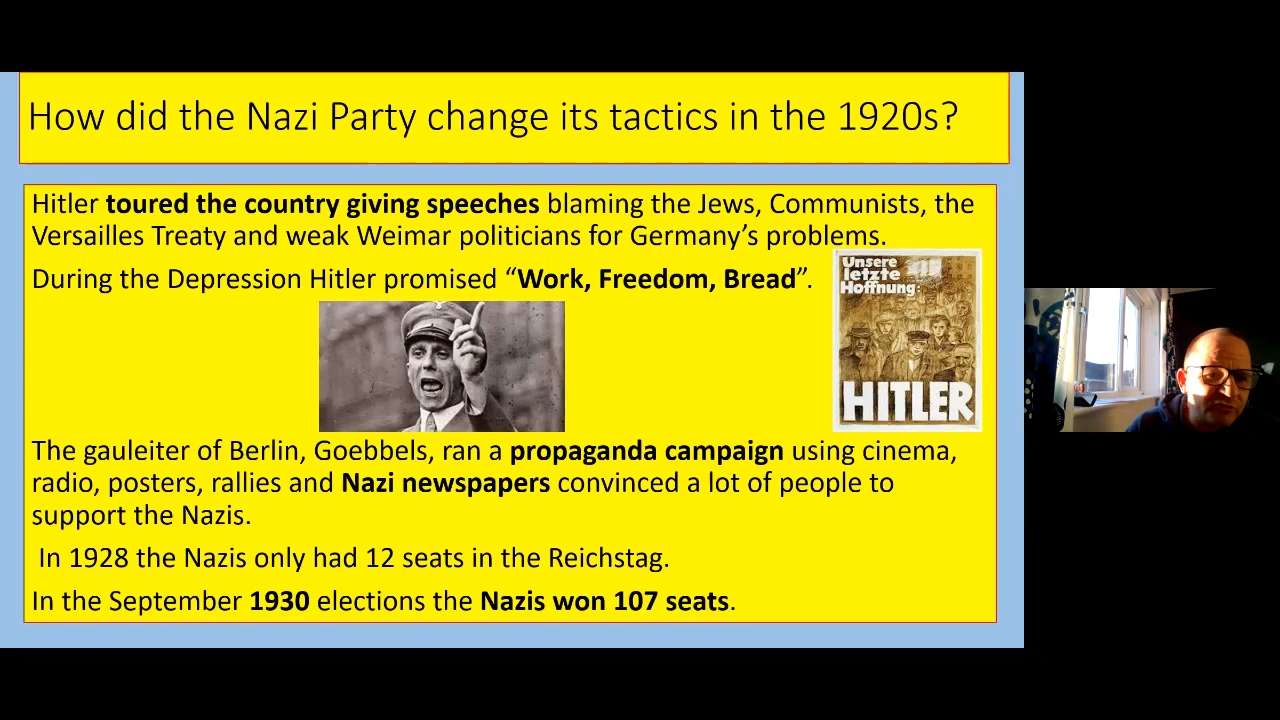 How did the Nazi Party change its tactics in the 1920s?
Hitler toured the country giving speeches blaming the Jews, Communists, the
Versailles Treaty and weak Weimar politicians for Germany’s problems.
During the Depression Hitler promised “Work, Freedom, Bread”.
Unsere
letzte
Hoffnung:
HITLER
The gauleiter of Berlin, Goebbels, ran a propaganda campaign using cinema,
radio, posters, rallies and Nazi newspapers convinced a lot of people to
support the Nazis.
In 1928 the Nazis only had 12 seats in the Reichstag.
In the September 1930 elections the Nazis won 107 seats.